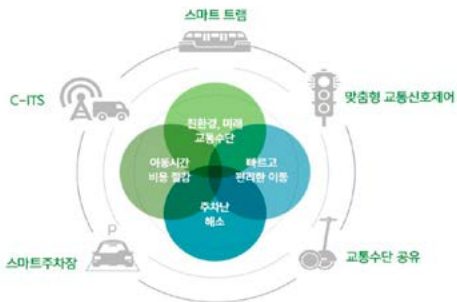 스마트 트램
C-ITS
맞춤형 교통신호제어
친환경, 미래
교통수단
이동시간
비용 절감
빠르고
편리한 이동
주차난
해소
P
스마트주차장
교통수단 공유